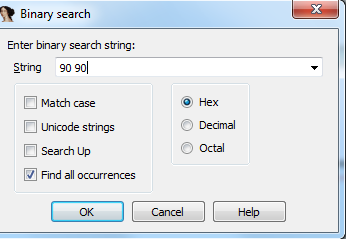 Binary search
Enter binary search string:
String 90 90
Match case
Unicode strings
Search Up
Find all occurrences
Hex
Decimal
Octal
OK Cancel Help